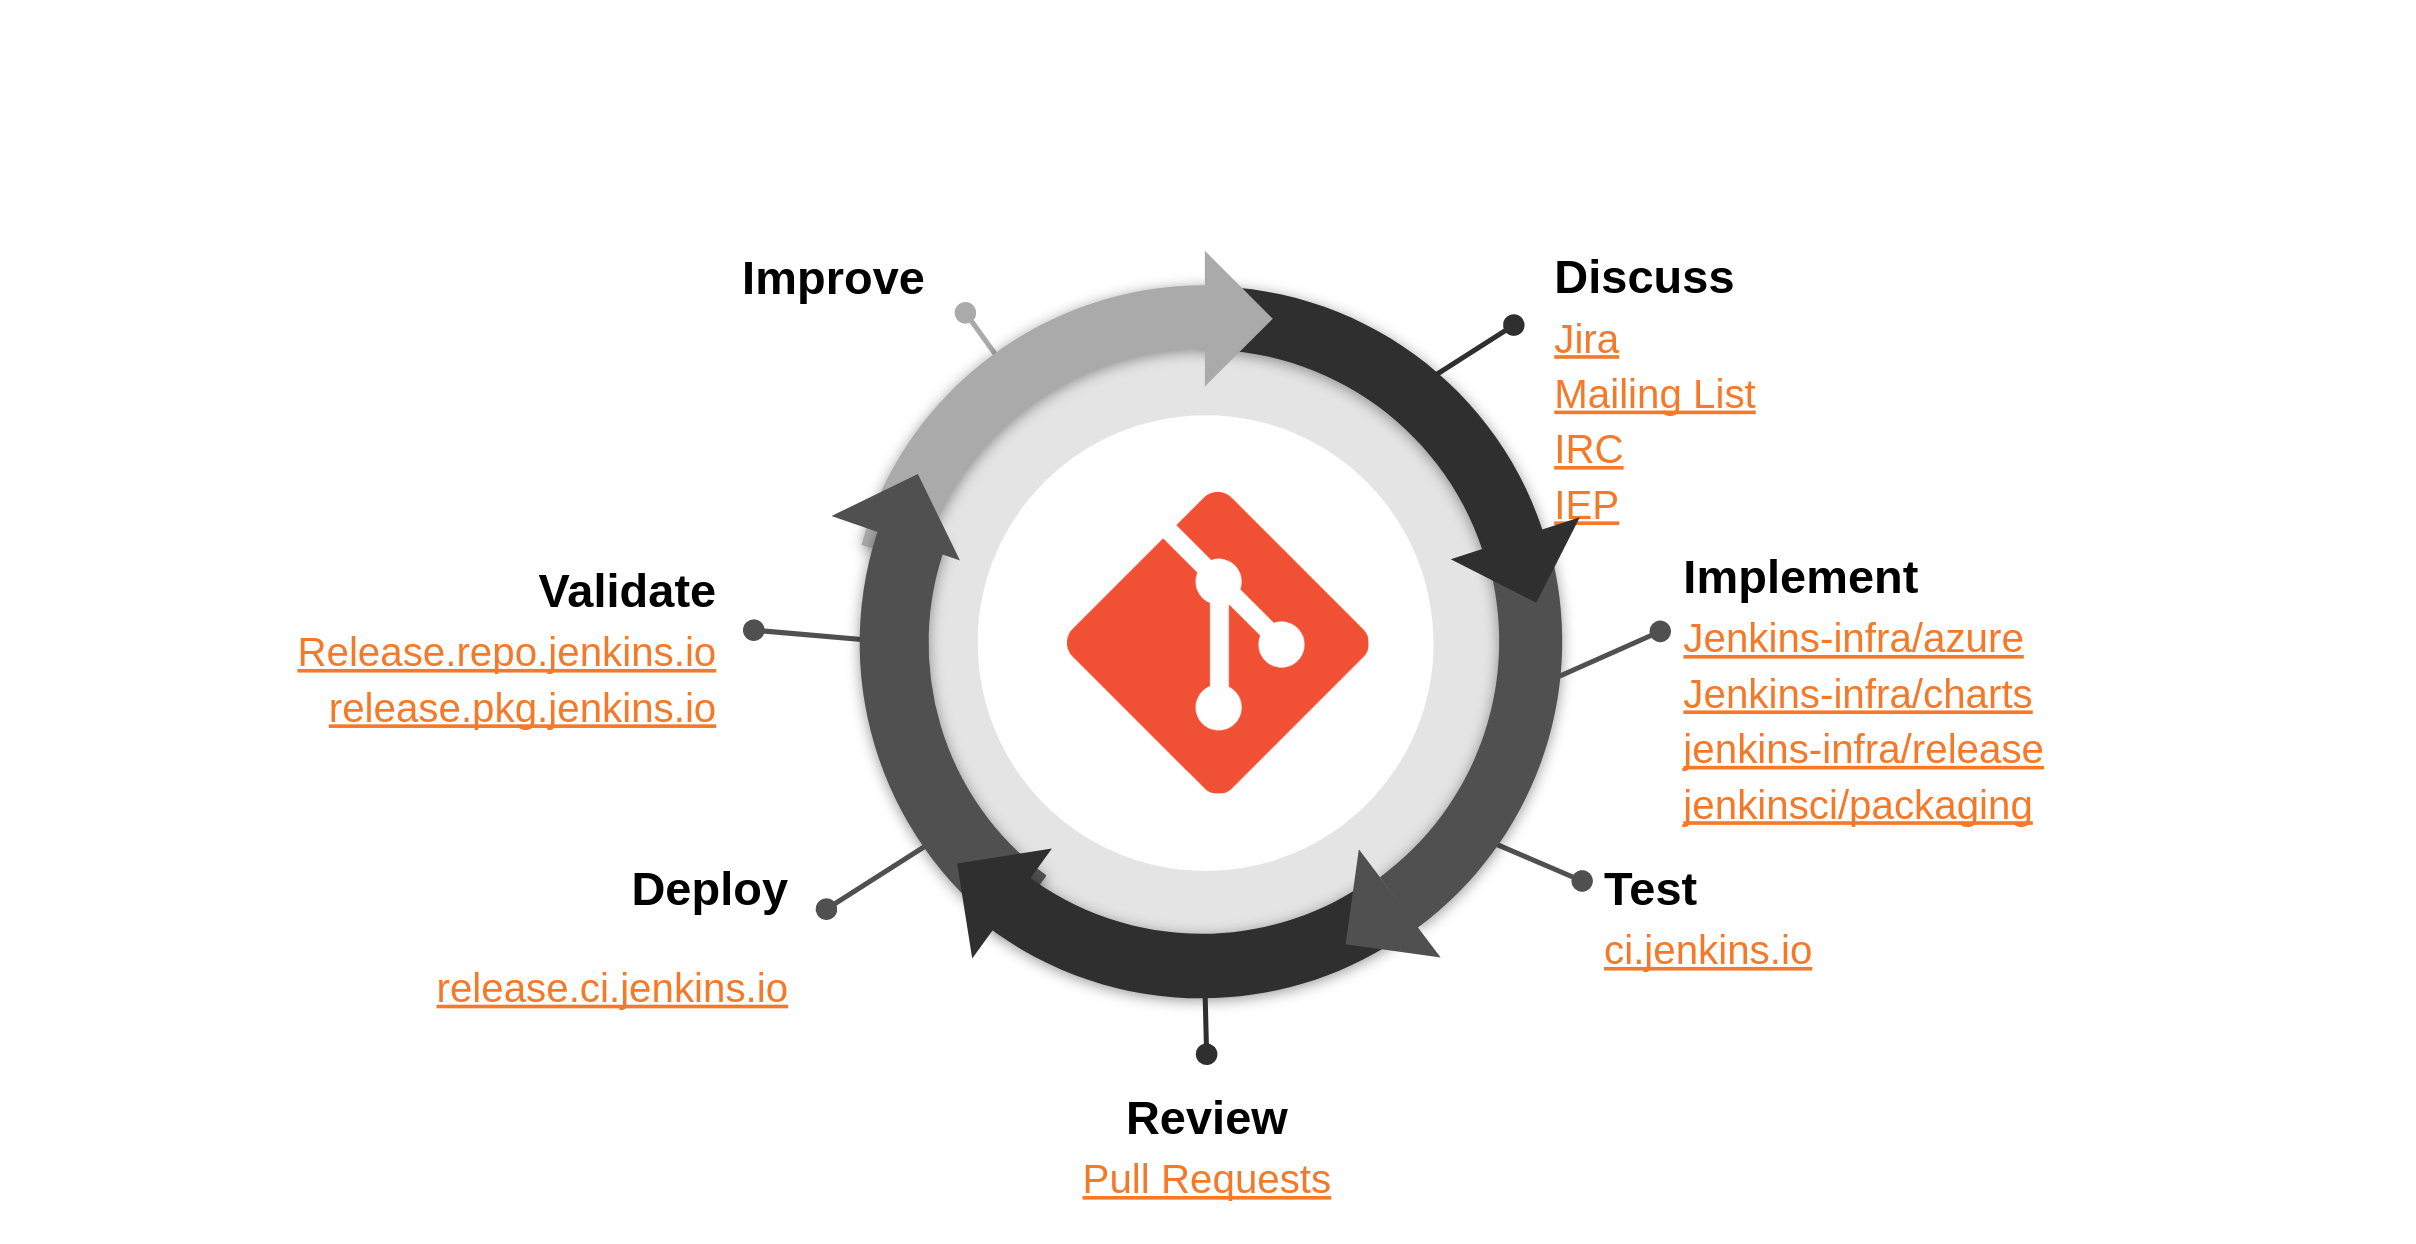 Improve
Discuss
Jira
Mailing List
IRC
IEP
Implement
Jenkins-infra/azure
Jenkins-infra/charts
jenkins-infra/release
jenkinsci/packaging
Test
ci.jenkins.io
Review
Pull Requests
Deploy
release.ci.jenkins.io
Validate
Release.repo.jenkins.io
release.pkg.jenkins.io